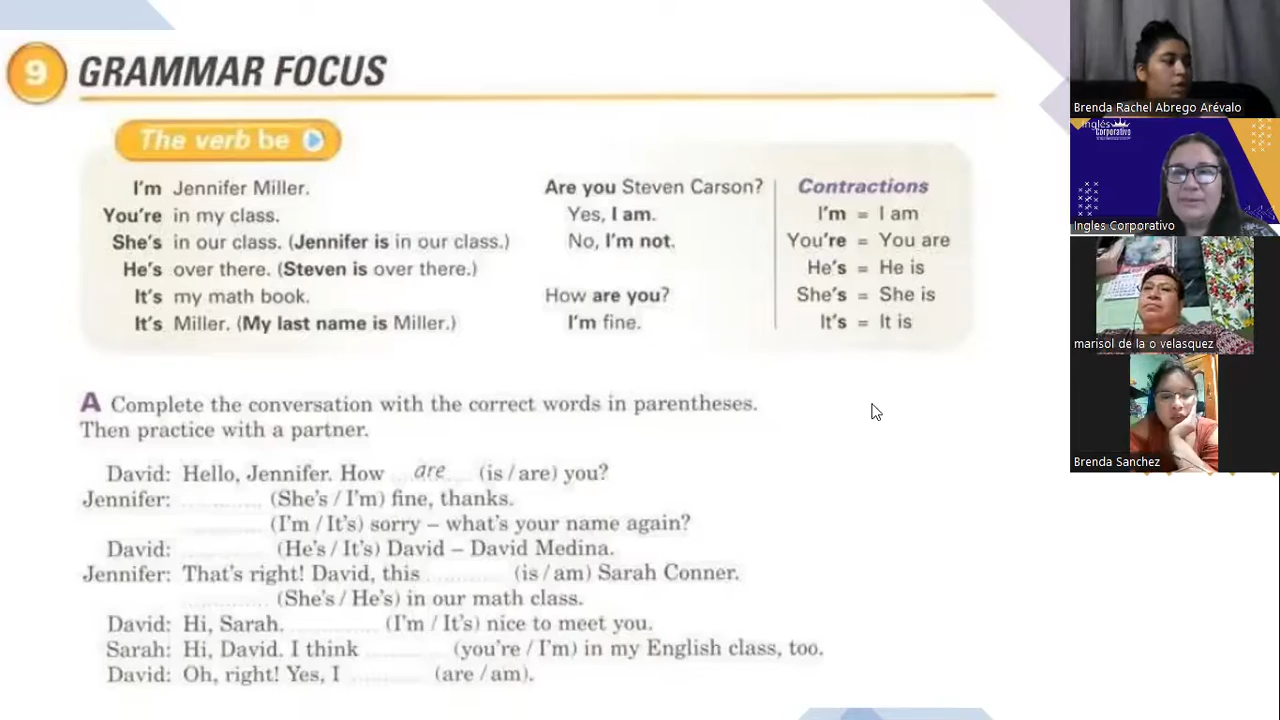 9 GRAMMAR FOCUS
The verb be
I'm Jennifer Miller.
You're in my class.
She's in our class. (Jennifer is in our class.)
He's over there. (Steven is over there.)
It's my math book.
It's Miller. (My last name is Miller.)
Are you Steven Carson?
Yes, I am.
No, I'm not.
How are you?
I'm fine.
Contractions
I'm = I am
You're = You are
He's = He is
She's = She is
It's = It is
A Complete the conversation with the correct words in parentheses.
Then practice with a partner.
David: Hello, Jennifer. How are (is / are) you?
Jennifer: (She's / I'm) fine, thanks.
(I'm / It's) sorry – what's your name again?
David: (He's / It's) David – David Medina.
Jennifer: That's right! David, this (is / am) Sarah Conner.
(She's / He's) in our math class.
David: Hi, Sarah. (I'm / It's) nice to meet you.
Sarah: Hi, David. I think (you're / I'm) in my English class, too.
David: Oh, right! Yes, I (are / am).
Brenda Rachel Abrego Arévalo
Inglés
Corporativo
Ingles Corporativo
marisol de la o velasquez
Brenda Sanchez